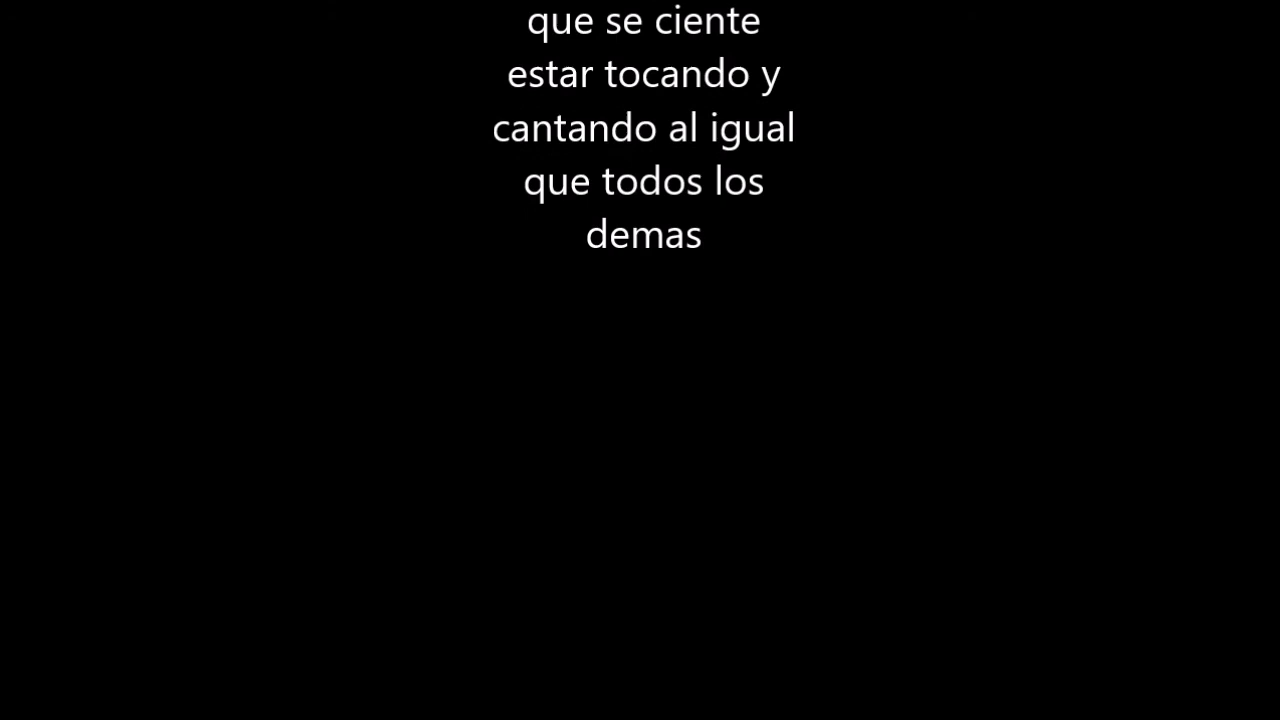 que se ciente
estar tocando y
cantando al igual
que todos los
demas